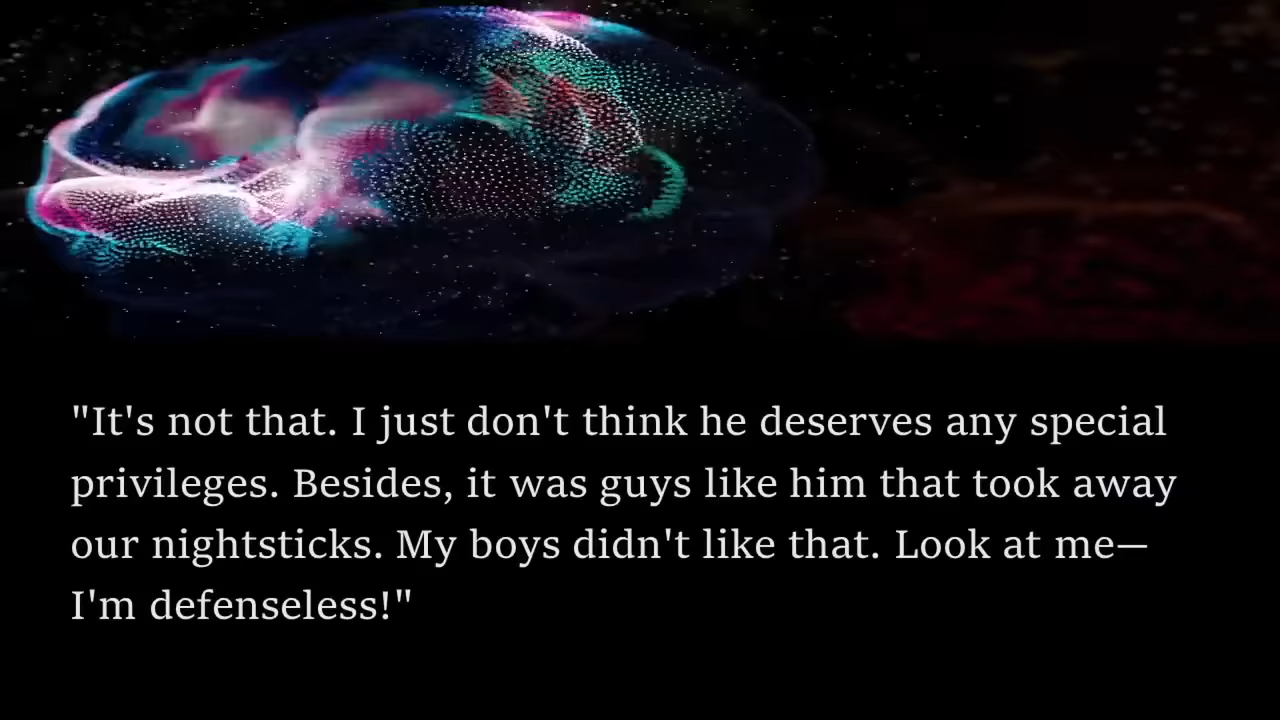 "It's not that. I just don't think he deserves any special
privileges. Besides, it was guys like him that took away
our nightsticks. My boys didn't like that. Look at me—
I'm defenseless!"